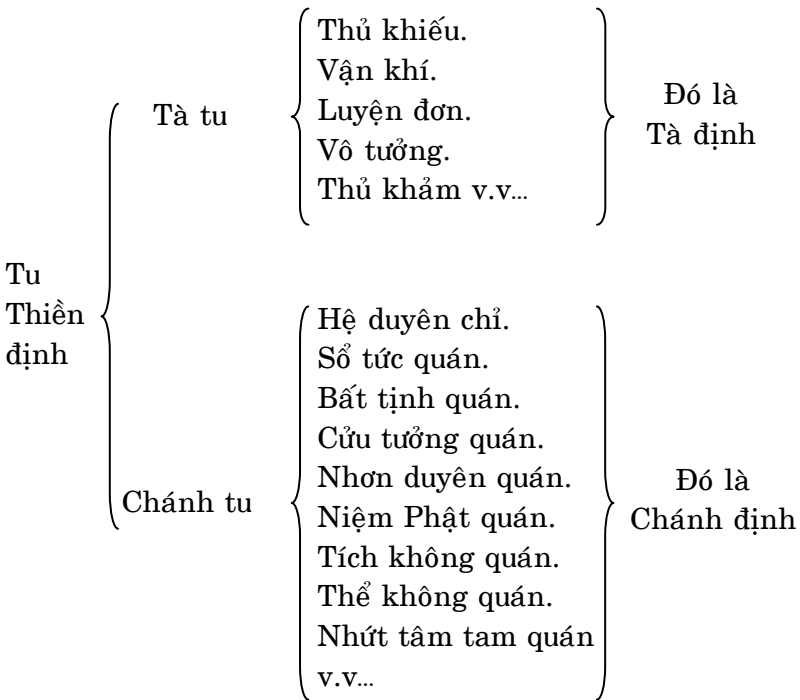 Tu
Thiền
định
Tà tu
Thủ khiếu.
Vận khí.
Luyện đơn.
Vô tưởng.
Thủ khảm v.v...
Đó là
Tà định
Chánh tu
Hệ duyên chỉ.
Sổ tức quán.
Bất tịnh quán.
Cửu tưởng quán.
Nhơn duyên quán.
Niệm Phật quán.
Tích không quán.
Thể không quán.
Nhứt tâm tam quán
v.v...
Đó là
Chánh định